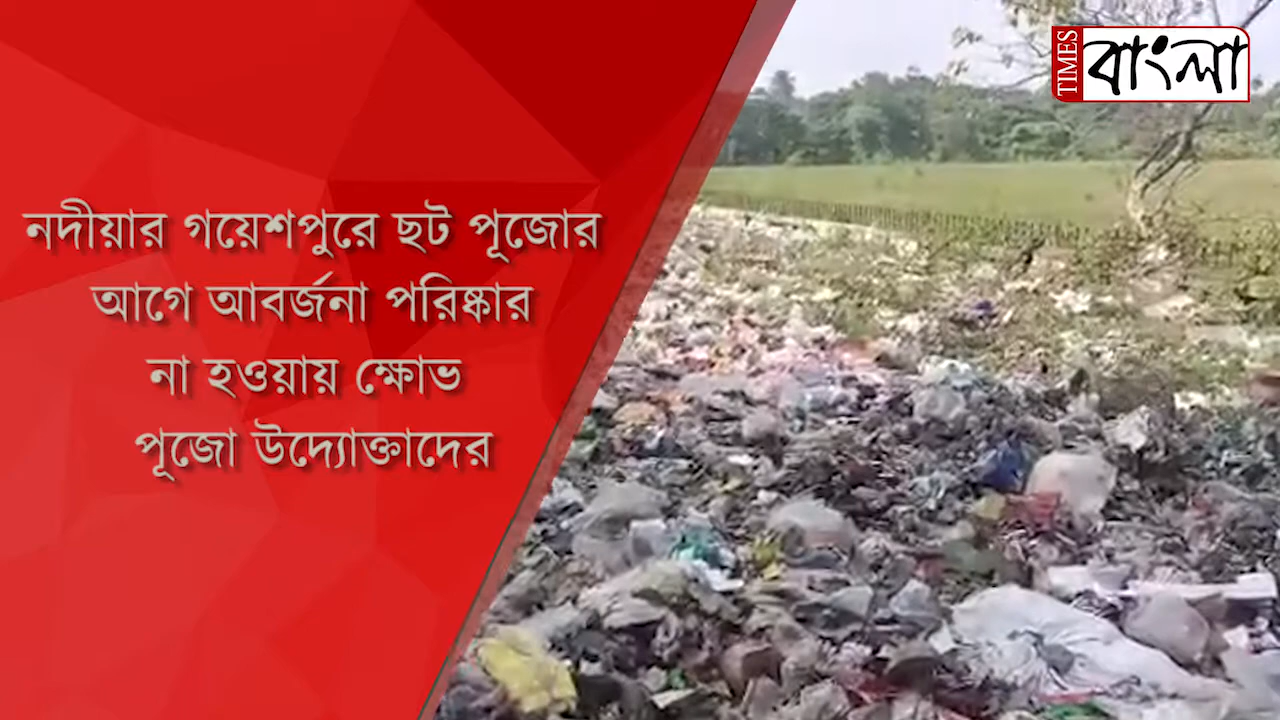 নদীয়ার গয়েশপুরে ছট পূজোর
আগে আবর্জনা পরিষ্কার
না হওয়ায় ক্ষোভ
পূজো উদ্যোক্তাদের
TIMES বাংলা